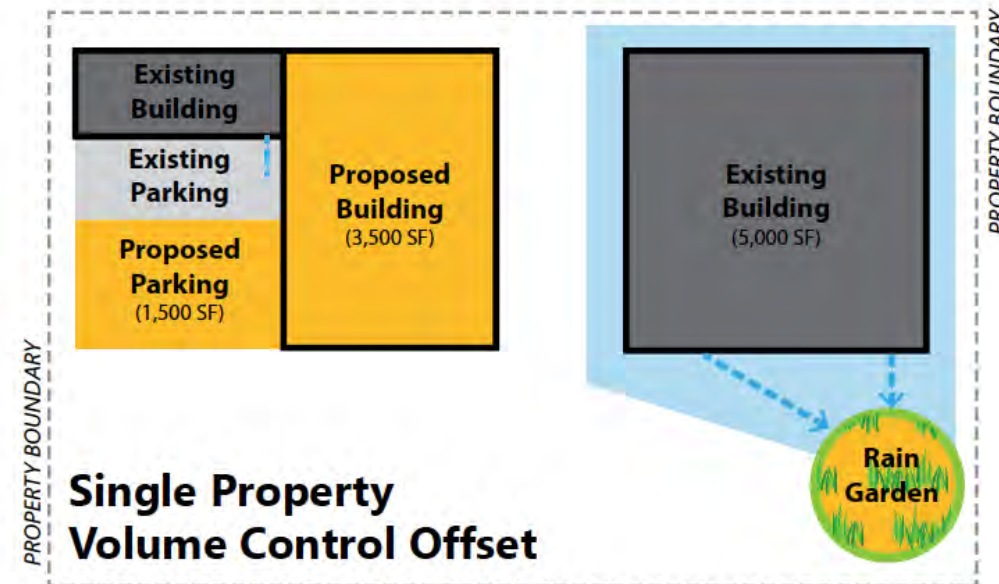 Existing
Building
Existing
Parking
Proposed
Parking
(1,500 SF)
Proposed
Building
(3,500 SF)
Existing
Building
(5,000 SF)
Rain
Garden
PROPERTY BOUNDARY
PROPERTY BOUNDARY
Single Property
Volume Control Offset